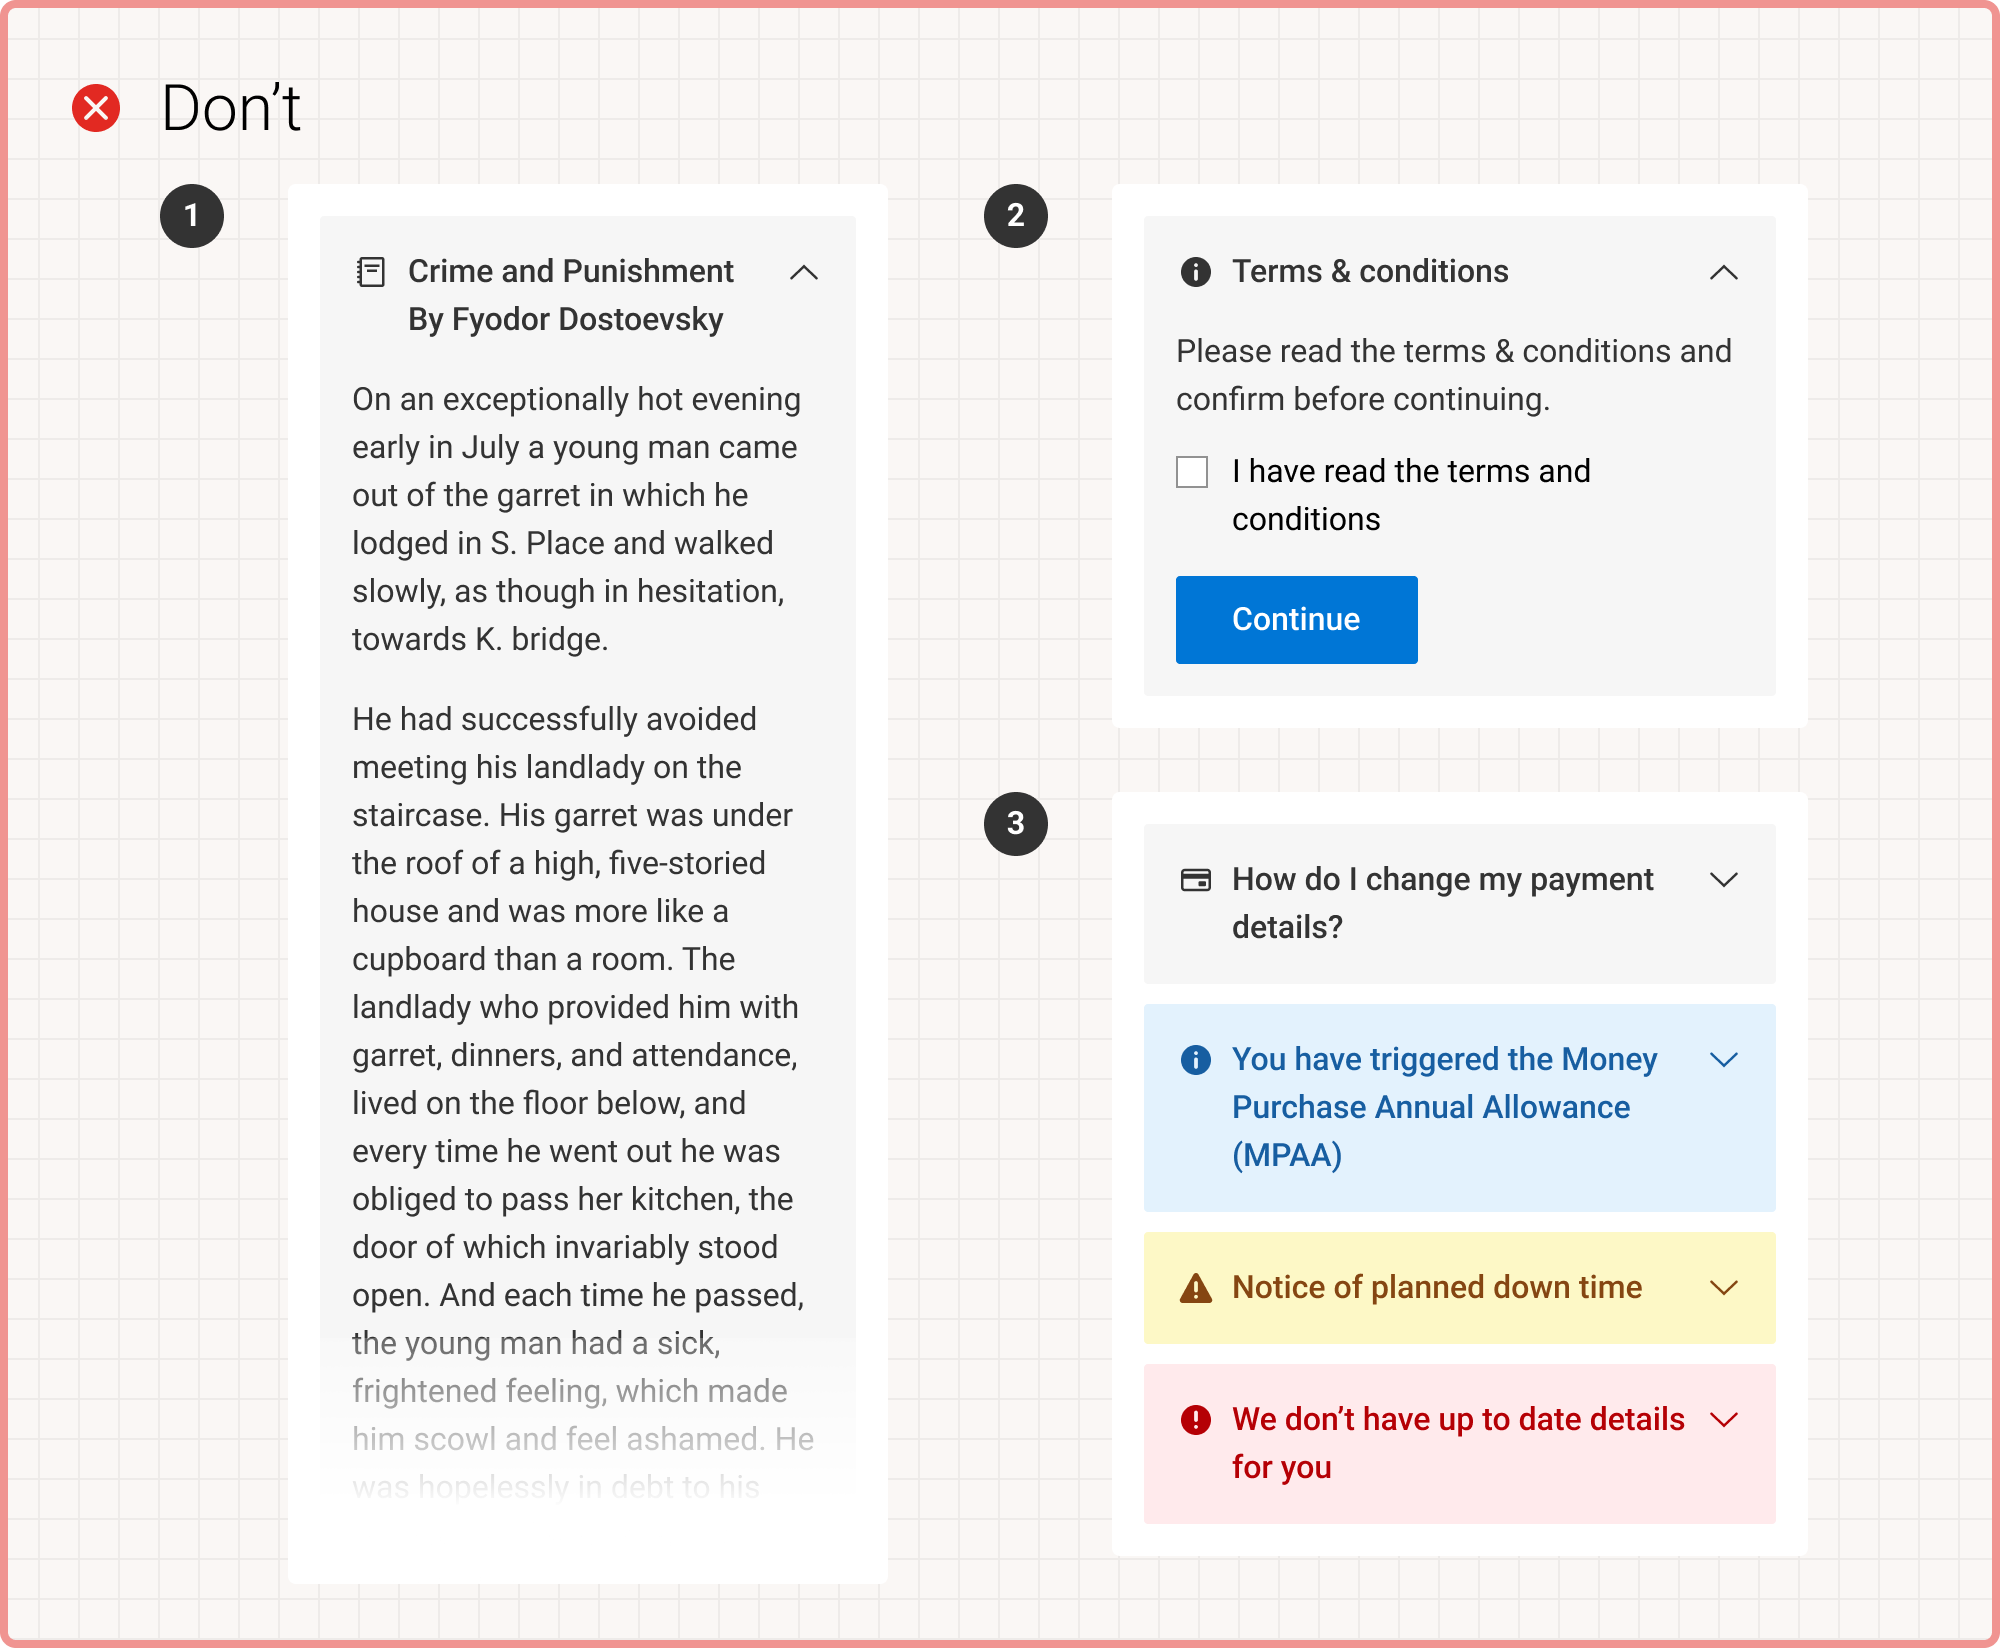 Don’t
1
Crime and Punishment
By Fyodor Dostoevsky
On an exceptionally hot evening
early in July a young man came
out of the garret in which he
lodged in S. Place and walked
slowly, as though in hesitation,
towards K. bridge.
He had successfully avoided
meeting his landlady on the
staircase. His garret was under
the roof of a high, five-storied
house and was more like a
cupboard than a room. The
landlady who provided him with
garret, dinners, and attendance,
lived on the floor below, and
every time he went out he was
obliged to pass her kitchen, the
door of which invariably stood
open. And each time he passed,
the young man had a sick,
frightened feeling, which made
him scowl and feel ashamed. He
was hopelessly in debt to his
2
Terms & conditions
Please read the terms & conditions and
confirm before continuing.
I have read the terms and
conditions
Continue
3
How do I change my payment
details?
You have triggered the Money
Purchase Annual Allowance
(MPAA)
Notice of planned down time
We don’t have up to date details
for you